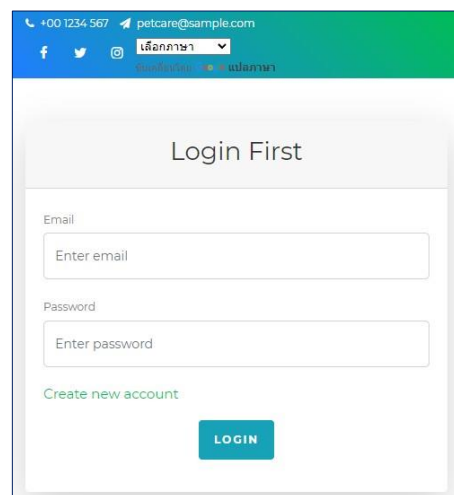 +00 1234 567 petcare@sample.com
เลือกภาษา
แปลภาษา
Login First
Email
Enter email
Password
Enter password
Create new account
LOGIN